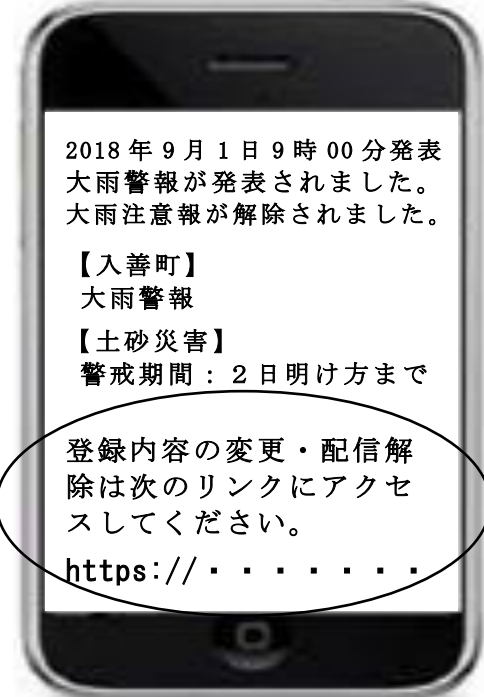 2018年9月1日9時00分発表
大雨警報が発表されました。
大雨注意報が解除されました。
【入善町】
大雨警報
【土砂災害】
警戒期間：２日明け方まで
登録内容の変更・配信解
除は次のリンクにアクセ
スしてください。
https://・・・・・・・